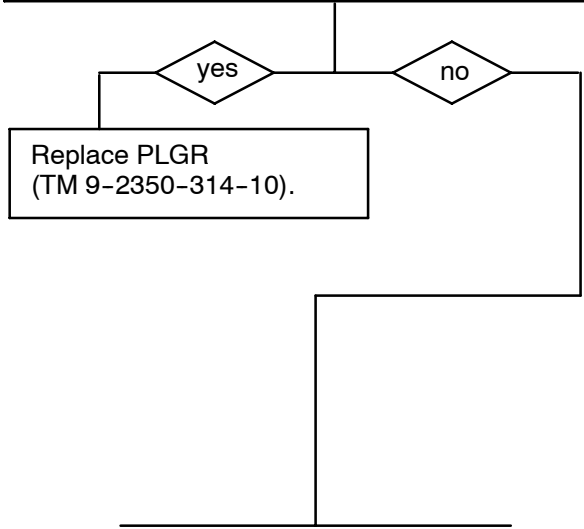 yes
no
Replace PLGR
(TM 9-2350-314-10).